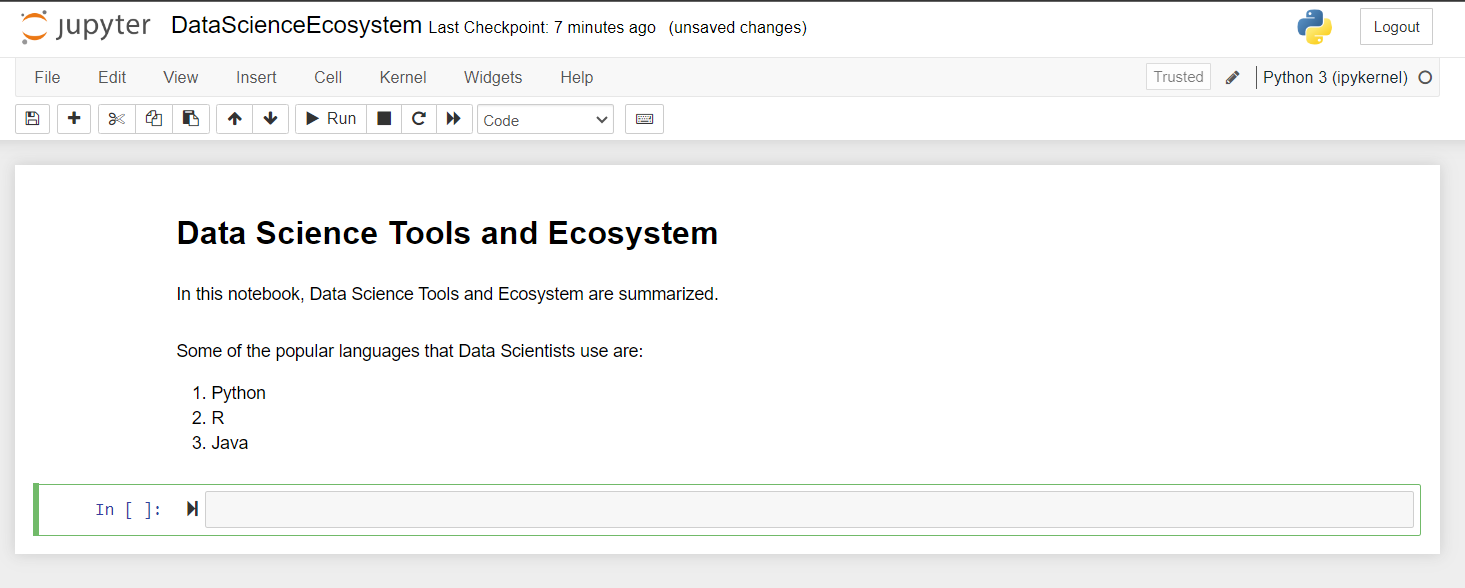 jupyter DataScienceEcosystem Last Checkpoint: 7 minutes ago (unsaved changes) Logout
File Edit View Insert Cell Kernel Widgets Help Trusted Python 3 (ipykernel)
Run Code
Data Science Tools and Ecosystem
In this notebook, Data Science Tools and Ecosystem are summarized.
Some of the popular languages that Data Scientists use are:
1. Python
2. R
3. Java
In [ ]: